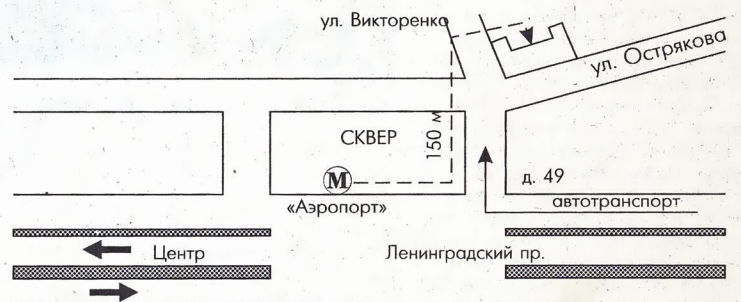 ул. Викторенко
ул. Острякова
СКВЕР
150 м
М
д. 49
«Аэропорт»
автотранспорт
Центр
Ленинградский пр.